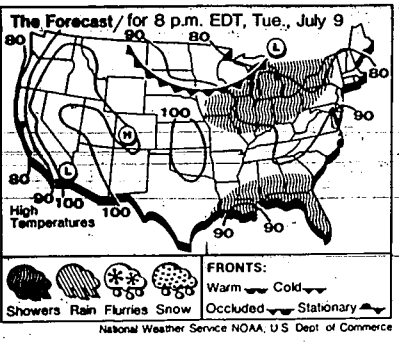 The Forecast/ for 8 p.m. EDT, Tue., July 9
80
90
80
L
80
100
H
90
L
80
90 100
100
90
90
High
Temperatures
Showers Rain Flurries Snow
FRONTS:
Warm Cold
Occluded Stationary
National Weather Service NOAA, U S Dept of Commerce